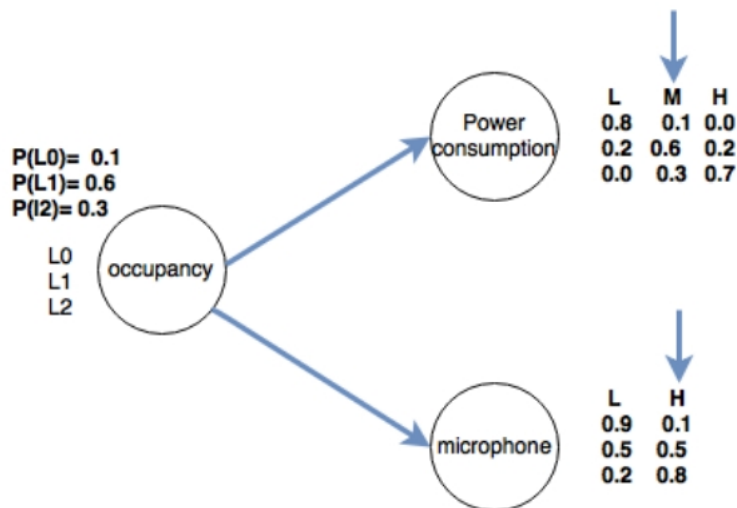 P(L0)= 0.1
P(L1)= 0.6
P(l2)= 0.3
L0
L1
L2
occupancy
Power
consumption
L M H
0.8 0.1 0.0
0.2 0.6 0.2
0.0 0.3 0.7
microphone
L H
0.9 0.1
0.5 0.5
0.2 0.8